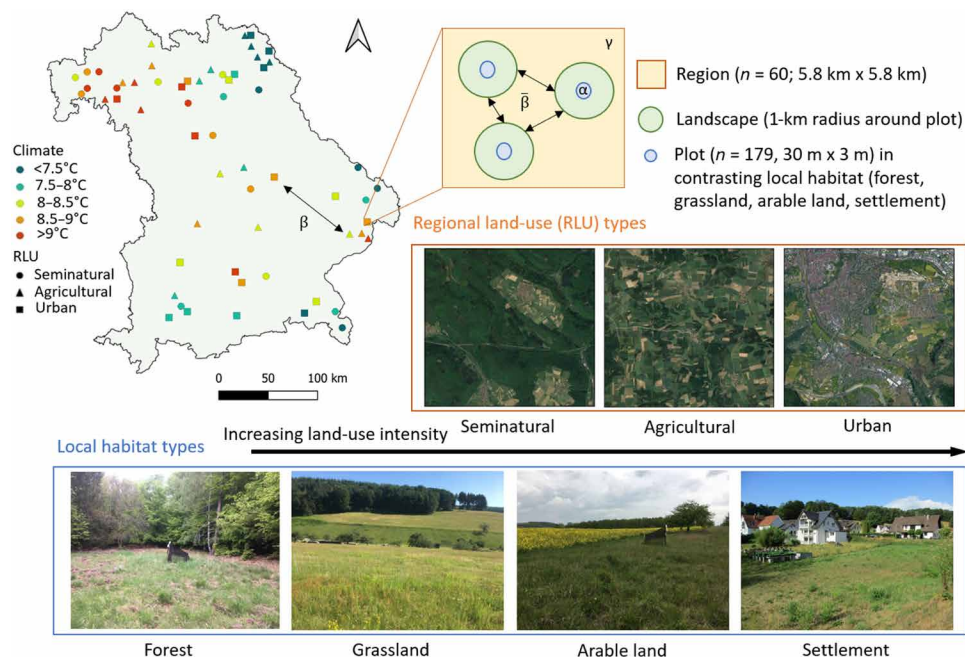 γ
α
β̅
Region (n = 60; 5.8 km x 5.8 km)
Landscape (1-km radius around plot)
Plot (n = 179, 30 m x 3 m) in
contrasting local habitat (forest,
grassland, arable land, settlement)
Climate
<7.5°C
7.5–8°C
8–8.5°C
8.5–9°C
>9°C
RLU
Seminatural
Agricultural
Urban
β
0 50 100 km
Regional land-use (RLU) types
Seminatural
Agricultural
Urban
Increasing land-use intensity
Local habitat types
Forest
Grassland
Arable land
Settlement